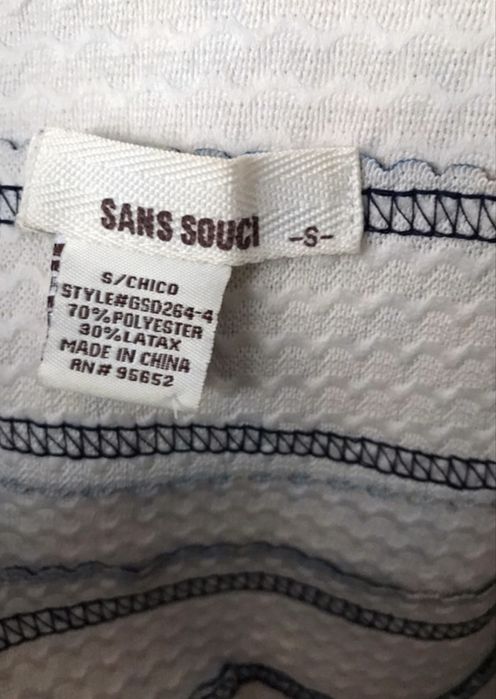 SANS SOUCI
-S-
S/CHICO
STYLE#GSD264-4
70%POLYESTER
30%LATAX
MADE IN CHINA
RN# 95652